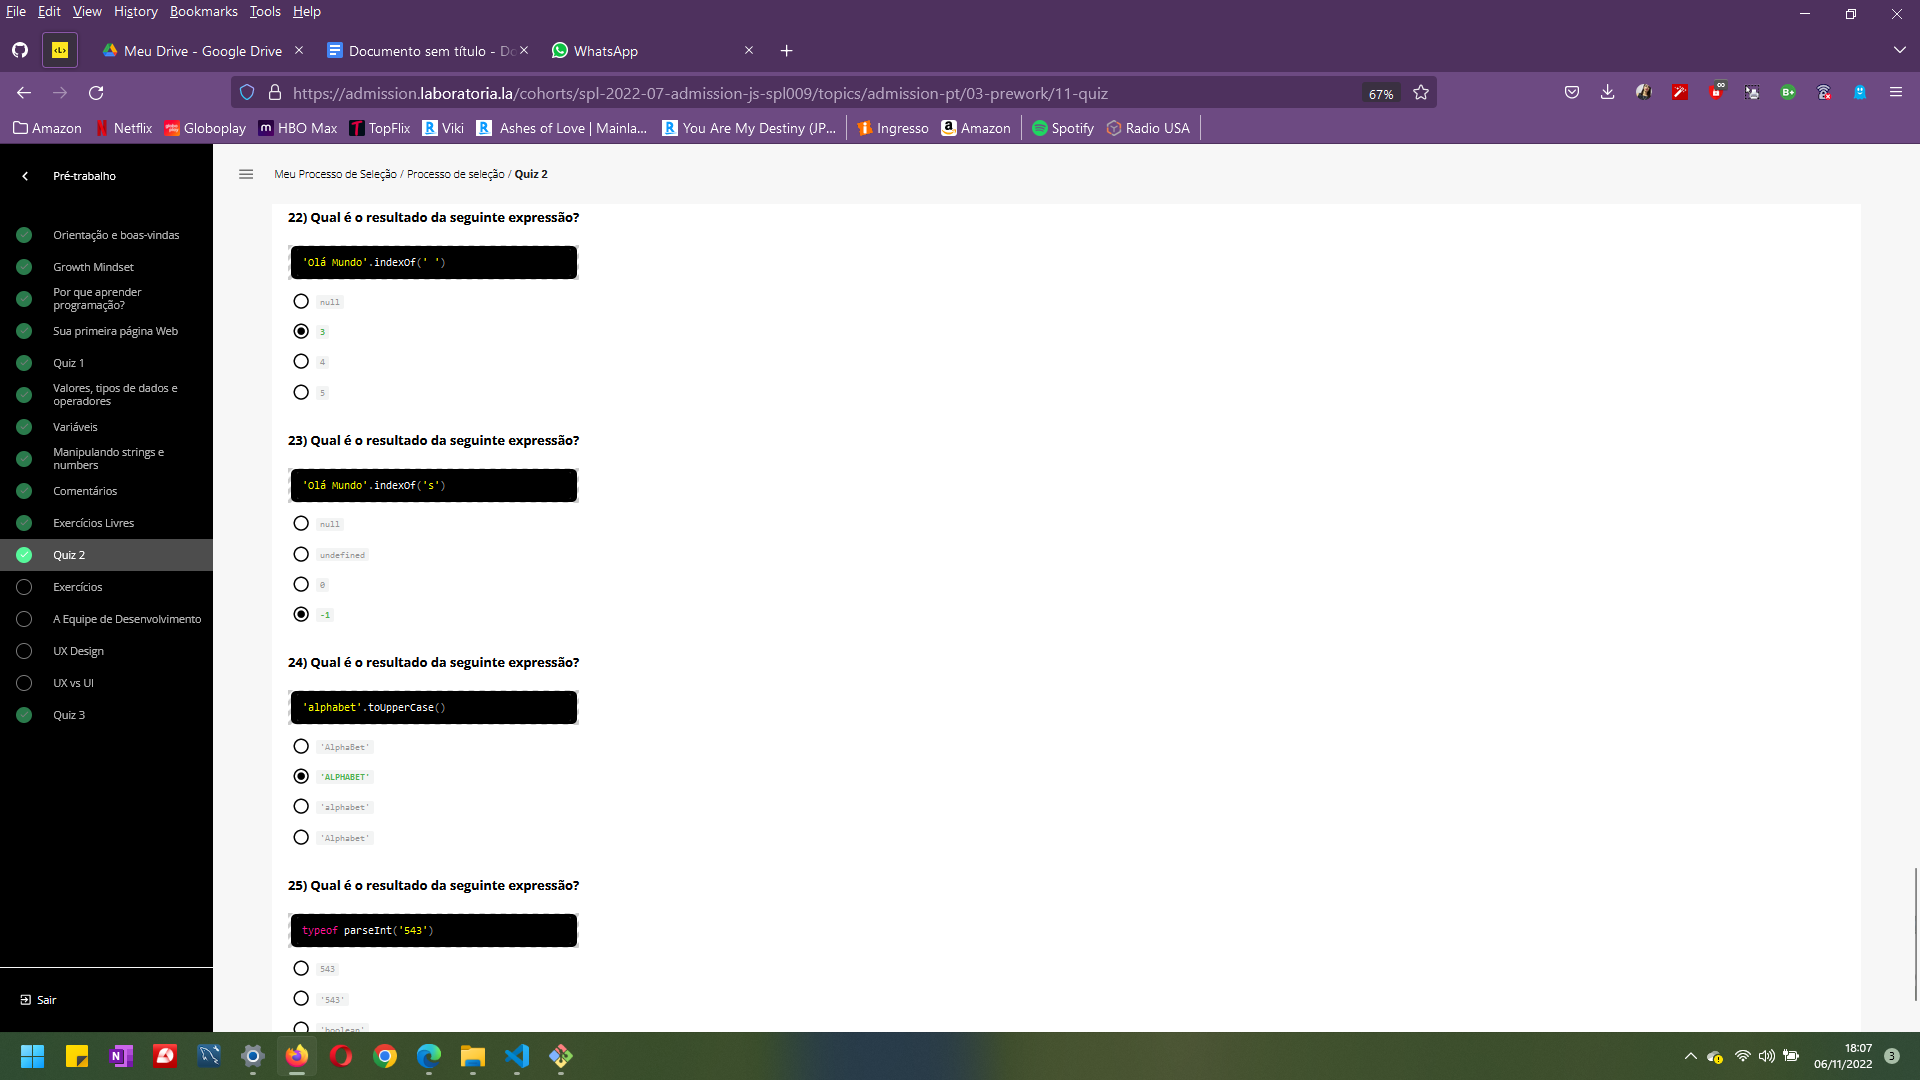 File Edit View History Bookmarks Tools Help
Meu Drive - Google Drive
Documento sem título - Do
WhatsApp
https://admission.laboratoria.la/cohorts/spl-2022-07-admission-js-spl009/topics/admission-pt/03-prework/11-quiz
67%
Amazon Netflix Globoplay HBO Max TopFlix Viki Ashes of Love | Mainla... You Are My Destiny (JP... Ingresso Amazon Spotify Radio USA
Pré-trabalho
Orientação e boas-vindas
Growth Mindset
Por que aprender
programação?
Sua primeira página Web
Quiz 1
Valores, tipos de dados e
operadores
Variáveis
Manipulando strings e
numbers
Comentários
Exercícios Livres
Quiz 2
Exercícios
A Equipe de Desenvolvimento
UX Design
UX vs UI
Quiz 3
Sair
Meu Processo de Seleção / Processo de seleção / Quiz 2
22) Qual é o resultado da seguinte expressão?
'Olá Mundo'.indexOf(' ')
null
3
4
5
23) Qual é o resultado da seguinte expressão?
'Olá Mundo'.indexOf('s')
null
undefined
0
-1
24) Qual é o resultado da seguinte expressão?
'alphabet'.toUpperCase()
'AlphaBet'
'ALPHABET'
'alphabet'
'Alphabet'
25) Qual é o resultado da seguinte expressão?
typeof parseInt('543')
543
'543'
'boolean'
18:07
06/11/2022
3